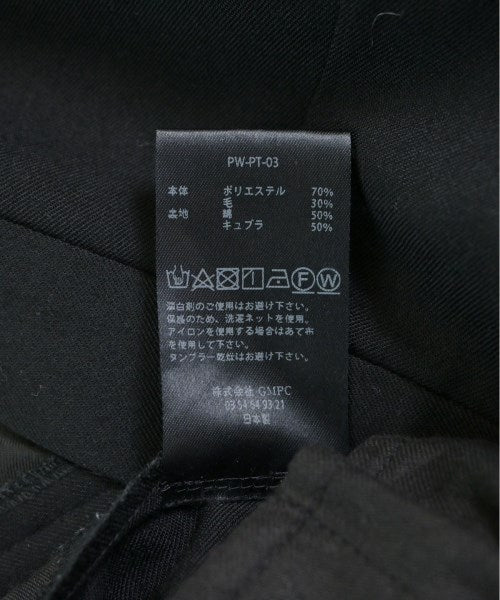 PW-PT-03
本体 ポリエステル 70%
毛 30%
裏地 綿 50%
キュプラ 50%
F W
漂白剤のご使用はお避け下さい。
保護のため、洗濯ネットを使用。
アイロンを使用する場合はあて布
を使用して下さい。
タンブラー乾燥はお避け下さい。
株式会社 GMPC
03 54 64 93 21
日本製